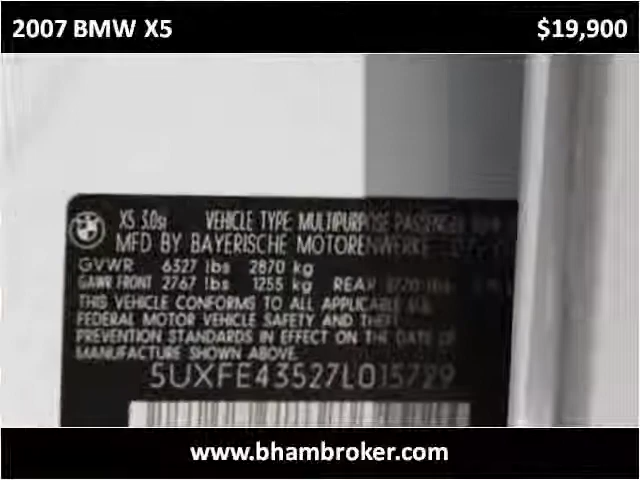 2007 BMW X5
$19,900
X5 3.0si VEHICLE TYPE MULTIPURPOSE PASSENGER
MFD BY BAYERISCHE MOTORENWERKE
GVWR 6327 lbs 2870 kg
GAWR FRONT 2767 lbs 1255 kg REAR
THIS VEHICLE CONFORMS TO ALL APPLICABLE
FEDERAL MOTOR VEHICLE SAFETY AND THEFT
PREVENTION STANDARDS IN EFFECT ON THE DATE OF
MANUFACTURE SHOWN ABOVE
5UXFE43527L015729
www.bhambroker.com